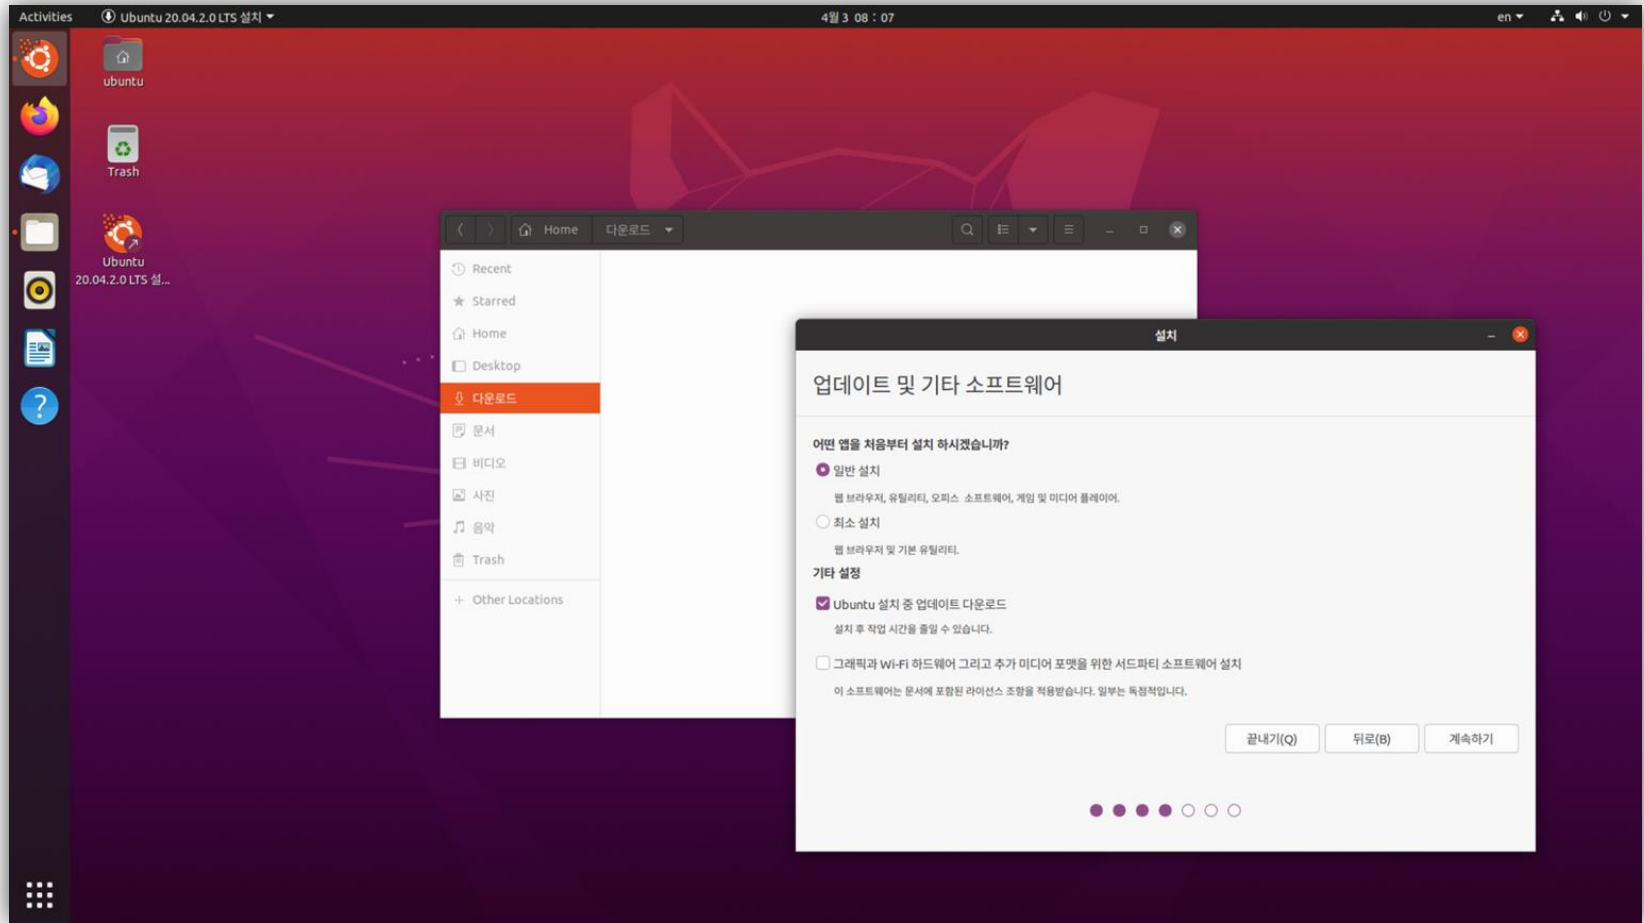 Activities
Ubuntu 20.04.2.0 LTS 설치
4월 3 08 : 07
en
ubuntu
Trash
Ubuntu
20.04.2.0 LTS 설...
Home
다운로드
Recent
Starred
Home
Desktop
다운로드
문서
비디오
사진
음악
Trash
Other Locations
설치
업데이트 및 기타 소프트웨어
어떤 앱을 처음부터 설치 하시겠습니까?
일반 설치
웹 브라우저, 유틸리티, 오피스 소프트웨어, 게임 및 미디어 플레이어.
최소 설치
웹 브라우저 및 기본 유틸리티.
기타 설정
Ubuntu 설치 중 업데이트 다운로드
설치 후 작업 시간을 줄일 수 있습니다.
그래픽과 Wi-Fi 하드웨어 그리고 추가 미디어 포맷을 위한 서드파티 소프트웨어 설치
이 소프트웨어는 문서에 포함된 라이선스 조항을 적용받습니다. 일부는 독점적입니다.
끝내기(Q)
뒤로(B)
계속하기